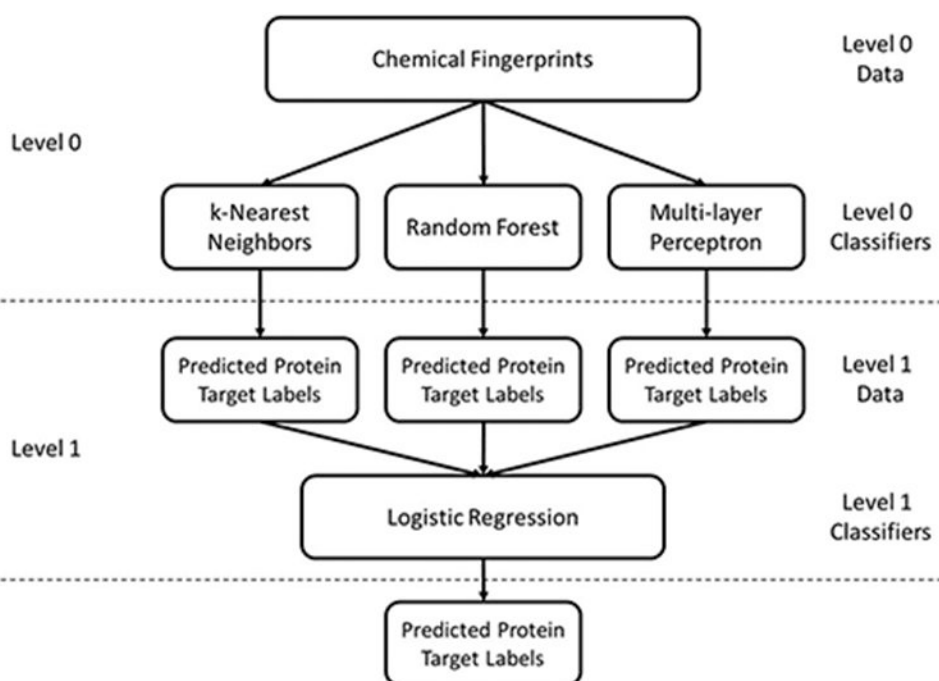 Chemical Fingerprints
Level 0
Data
Level 0
k-Nearest
Neighbors
Random Forest
Multi-layer
Perceptron
Level 0
Classifiers
Predicted Protein
Target Labels
Predicted Protein
Target Labels
Predicted Protein
Target Labels
Level 1
Data
Level 1
Logistic Regression
Level 1
Classifiers
Predicted Protein
Target Labels